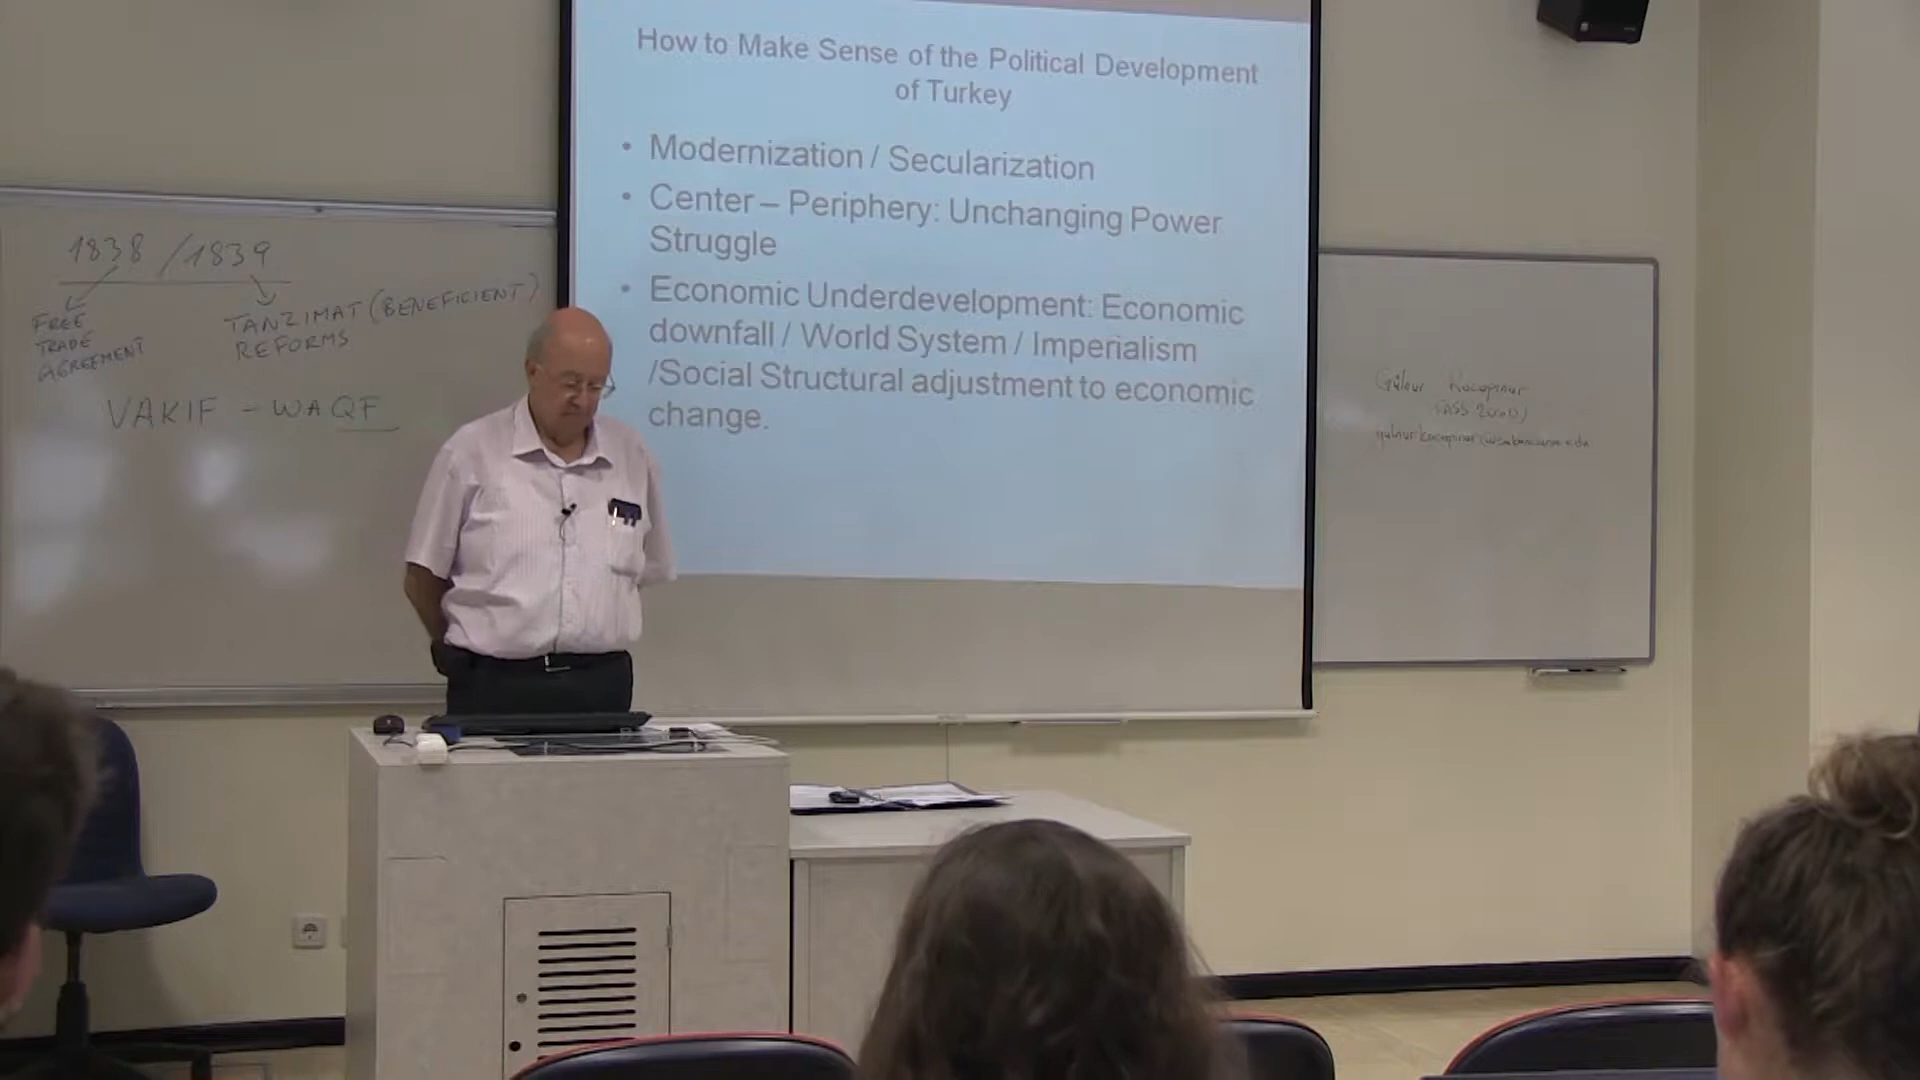 1838 / 1839
FREE
TRADE
AGREEMENT
TANZIMAT (BENEFICIENT)
REFORMS
VAKIF - WAQF
How to Make Sense of the Political Development
of Turkey
• Modernization / Secularization
• Center – Periphery: Unchanging Power
Struggle
• Economic Underdevelopment: Economic
downfall / World System / Imperialism
/Social Structural adjustment to economic
change.
Gülnur Kocapınar